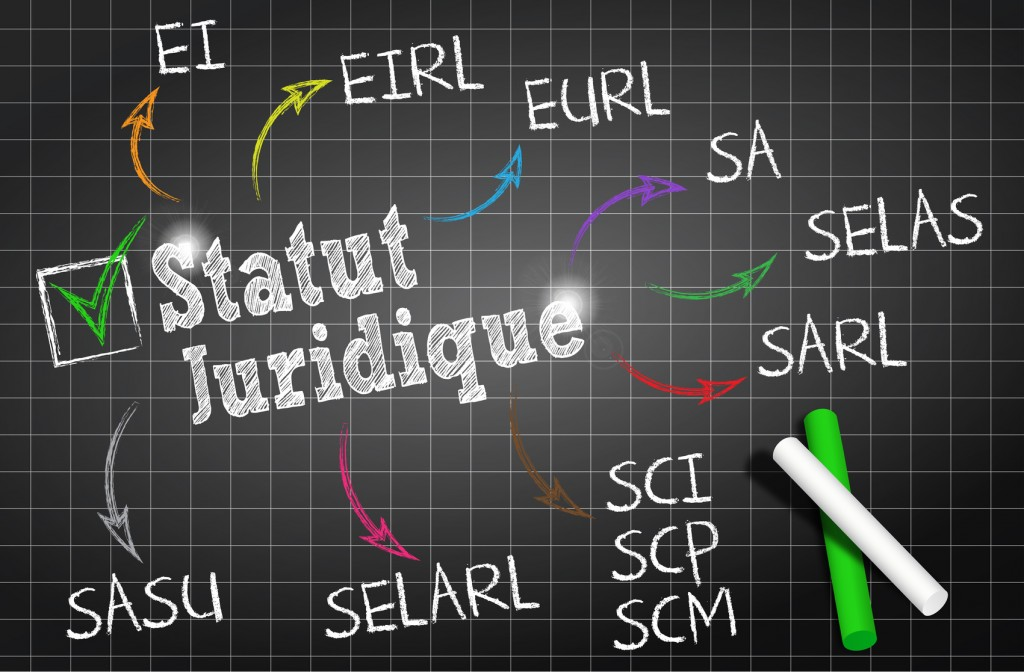 EI
EIRL
EURL
SA
SELAS
Statut
Juridique
SARL
SCI
SCP
SCM
SASU
SELARL